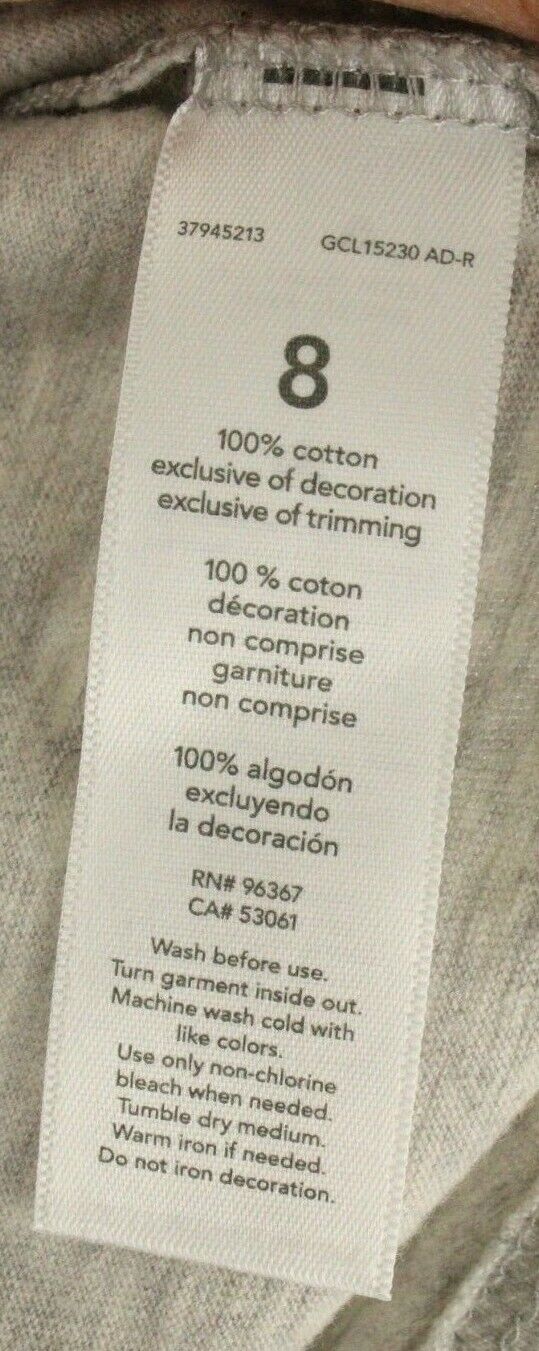 37945213 GCL15230 AD-R
8
100% cotton
exclusive of decoration
exclusive of trimming
100 % coton
décoration
non comprise
garniture
non comprise
100% algodón
excluyendo
la decoración
RN# 96367
CA# 53061
Wash before use.
Turn garment inside out.
Machine wash cold with
like colors.
Use only non-chlorine
bleach when needed.
Tumble dry medium.
Warm iron if needed.
Do not iron decoration.